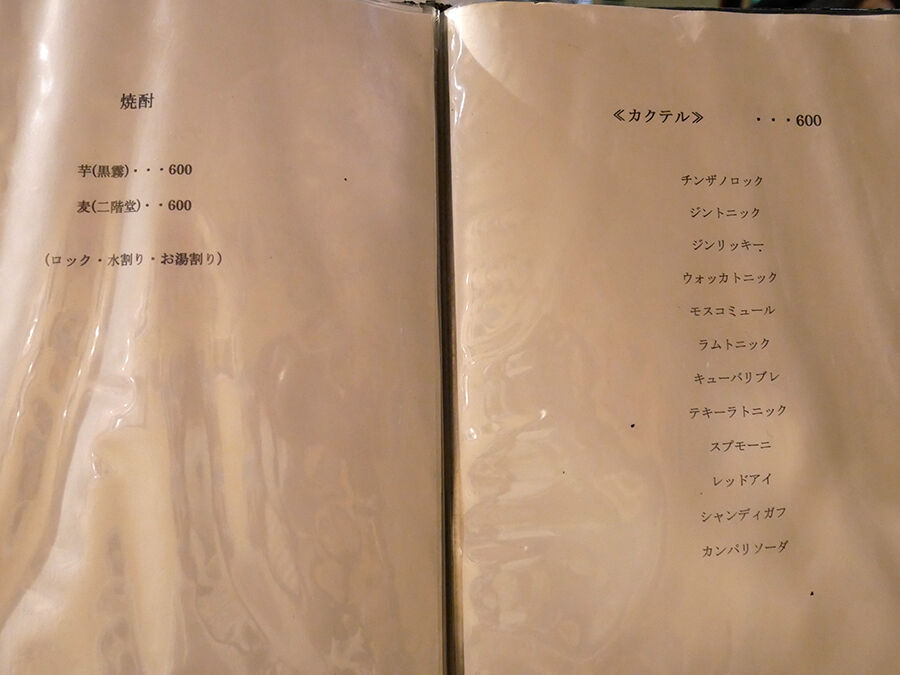 焼酎
芋(黒霧)・・・600
麦(二階堂)・・600
(ロック・水割り・お湯割り)
≪カクテル≫ ・・・600
チンザノロック
ジントニック
ジンリッキー
ウォッカトニック
モスコミュール
ラムトニック
キューバリブレ
テキーラトニック
スプモーニ
レッドアイ
シャンディガフ
カンパリソーダ